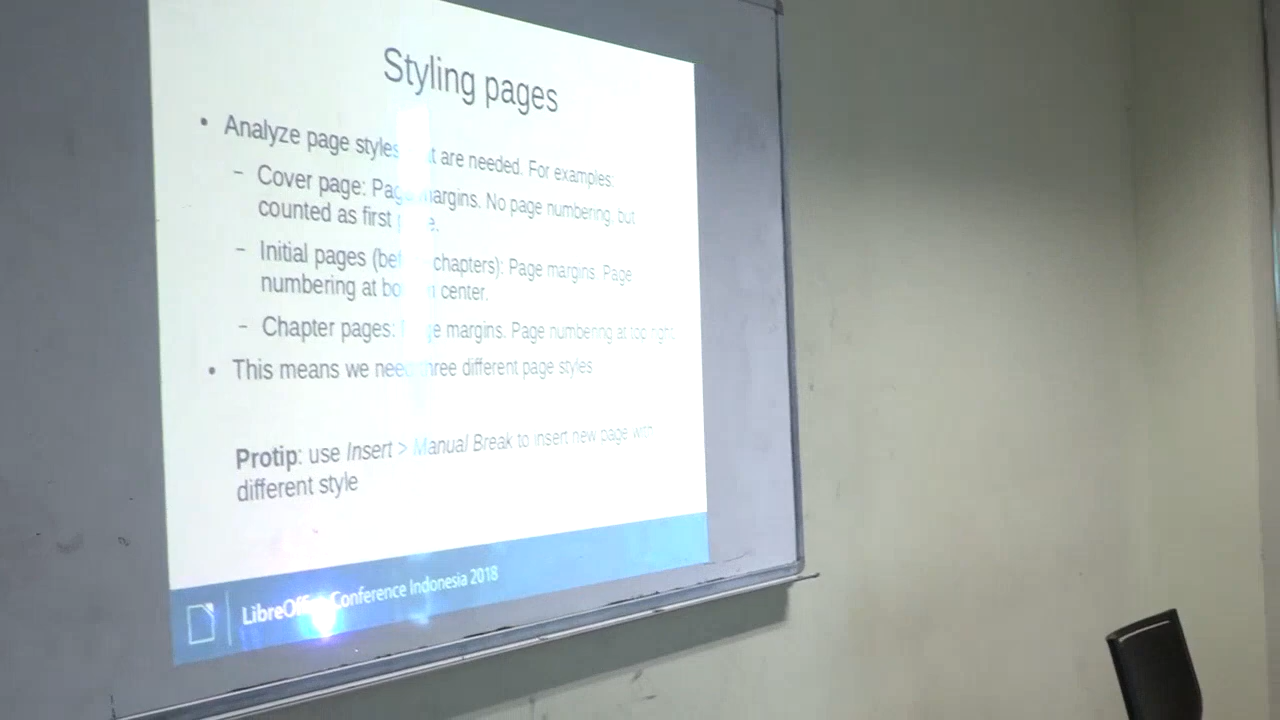 Styling pages
• Analyze page styles are needed. For examples:
– Cover page: Page margins. No page numbering, but
counted as first
– Initial pages (before chapters): Page margins. Page
numbering at bottom center.
– Chapter pages: Page margins. Page numbering at top right
• This means we need three different page styles
Protip: use Insert > Manual Break to insert new page with
different style
LibreOffice Conference Indonesia 2018